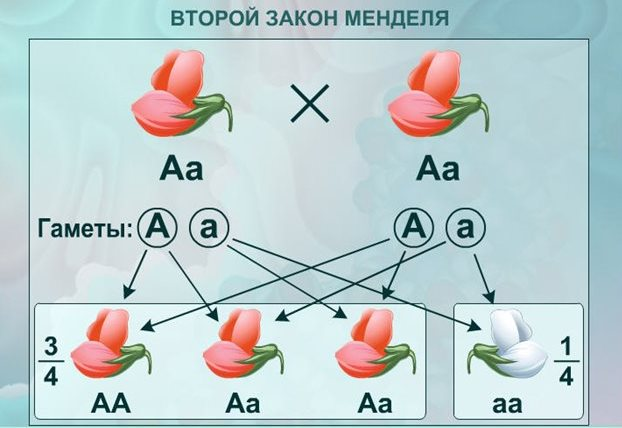 ВТОРОЙ ЗАКОН МЕНДЕЛЯ
Aa Aa
Гаметы: A a A a
3/4 1/4
AA Aa Aa aa